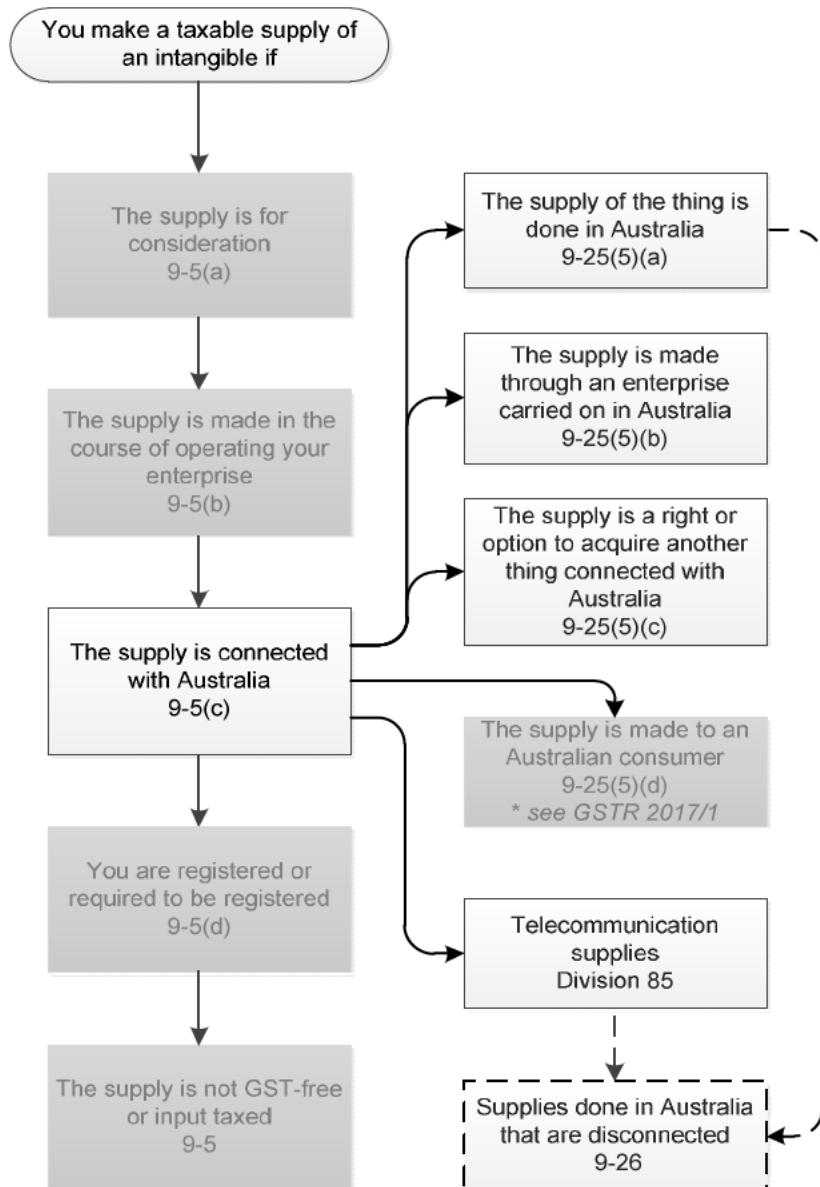 You make a taxable supply of
an intangible if
The supply is for
consideration
9-5(a)
The supply is made in the
course of operating your
enterprise
9-5(b)
The supply is connected
with Australia
9-5(c)
You are registered or
required to be registered
9-5(d)
The supply is not GST-free
or input taxed
9-5
The supply of the thing is
done in Australia
9-25(5)(a)
The supply is made
through an enterprise
carried on in Australia
9-25(5)(b)
The supply is a right or
option to acquire another
thing connected with
Australia
9-25(5)(c)
The supply is made to an
Australian consumer
9-25(5)(d)
* see GSTR 2017/1
Telecommunication
supplies
Division 85
Supplies done in Australia
that are disconnected
9-26